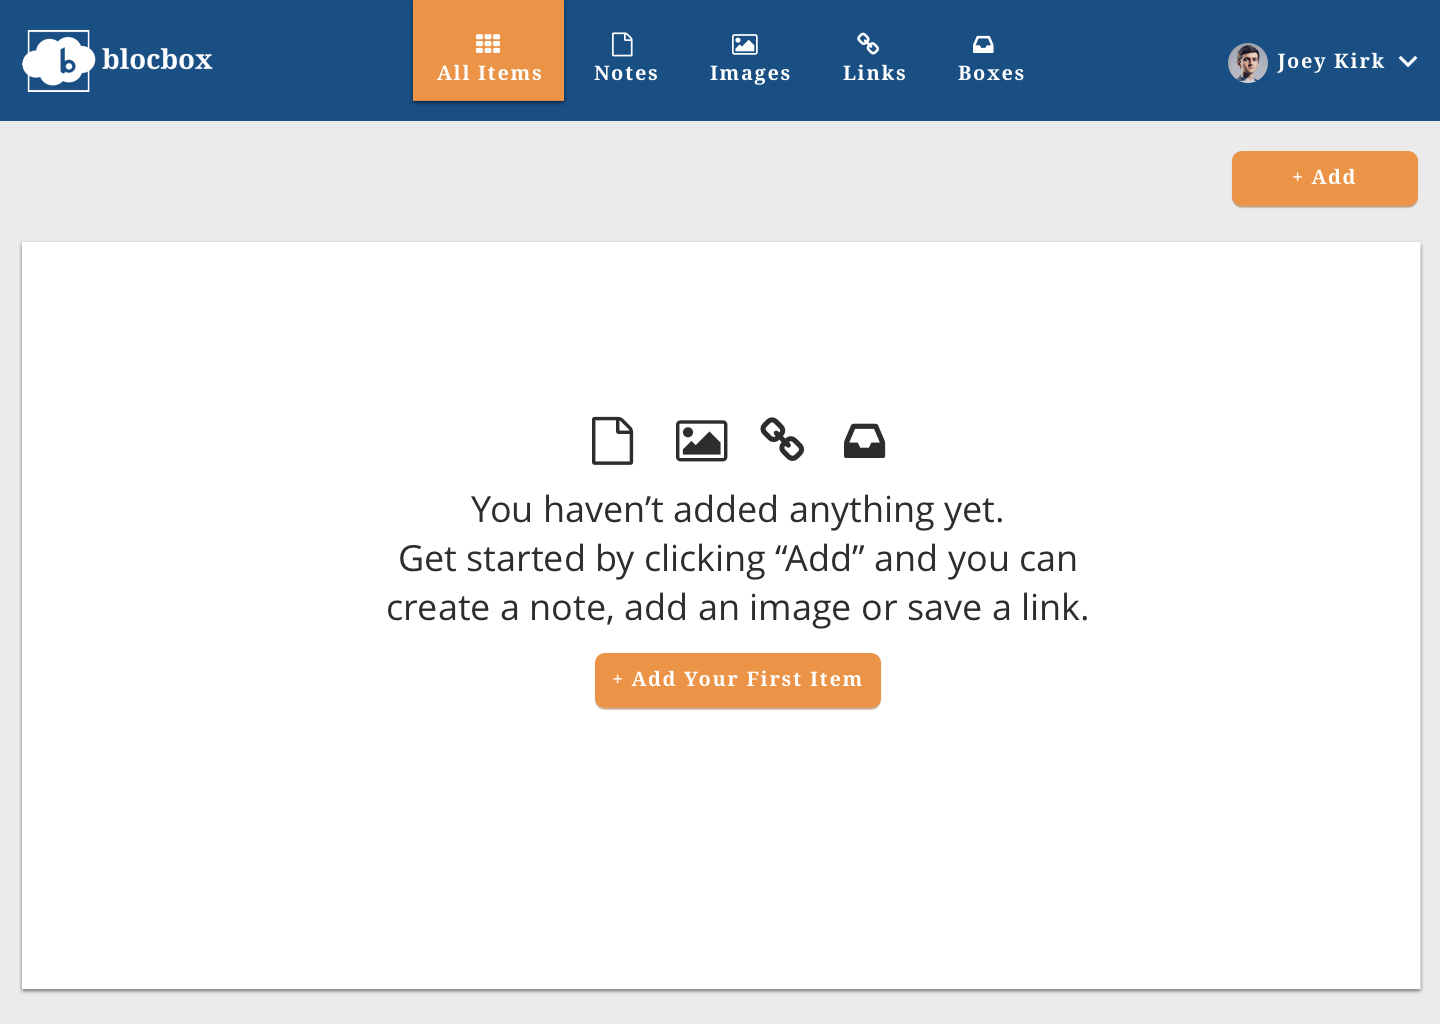 b blocbox
All Items
Notes
Images
Links
Boxes
Joey Kirk
+ Add
You haven’t added anything yet.
Get started by clicking “Add” and you can
create a note, add an image or save a link.
+ Add Your First Item